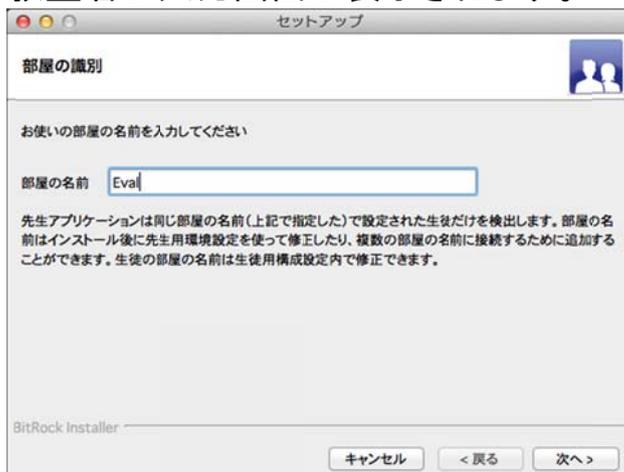 セットアップ
部屋の識別
お使いの部屋の名前を入力してください
部屋の名前 Eval
先生アプリケーションは同じ部屋の名前(上記で指定した)で設定された生徒だけを検出します。部屋の名
前はインストール後に先生用環境設定を使って修正したり、複数の部屋の名前に接続するために追加する
ことができます。生徒の部屋の名前は生徒用構成設定内で修正できます。
BitRock Installer
キャンセル < 戻る 次へ >